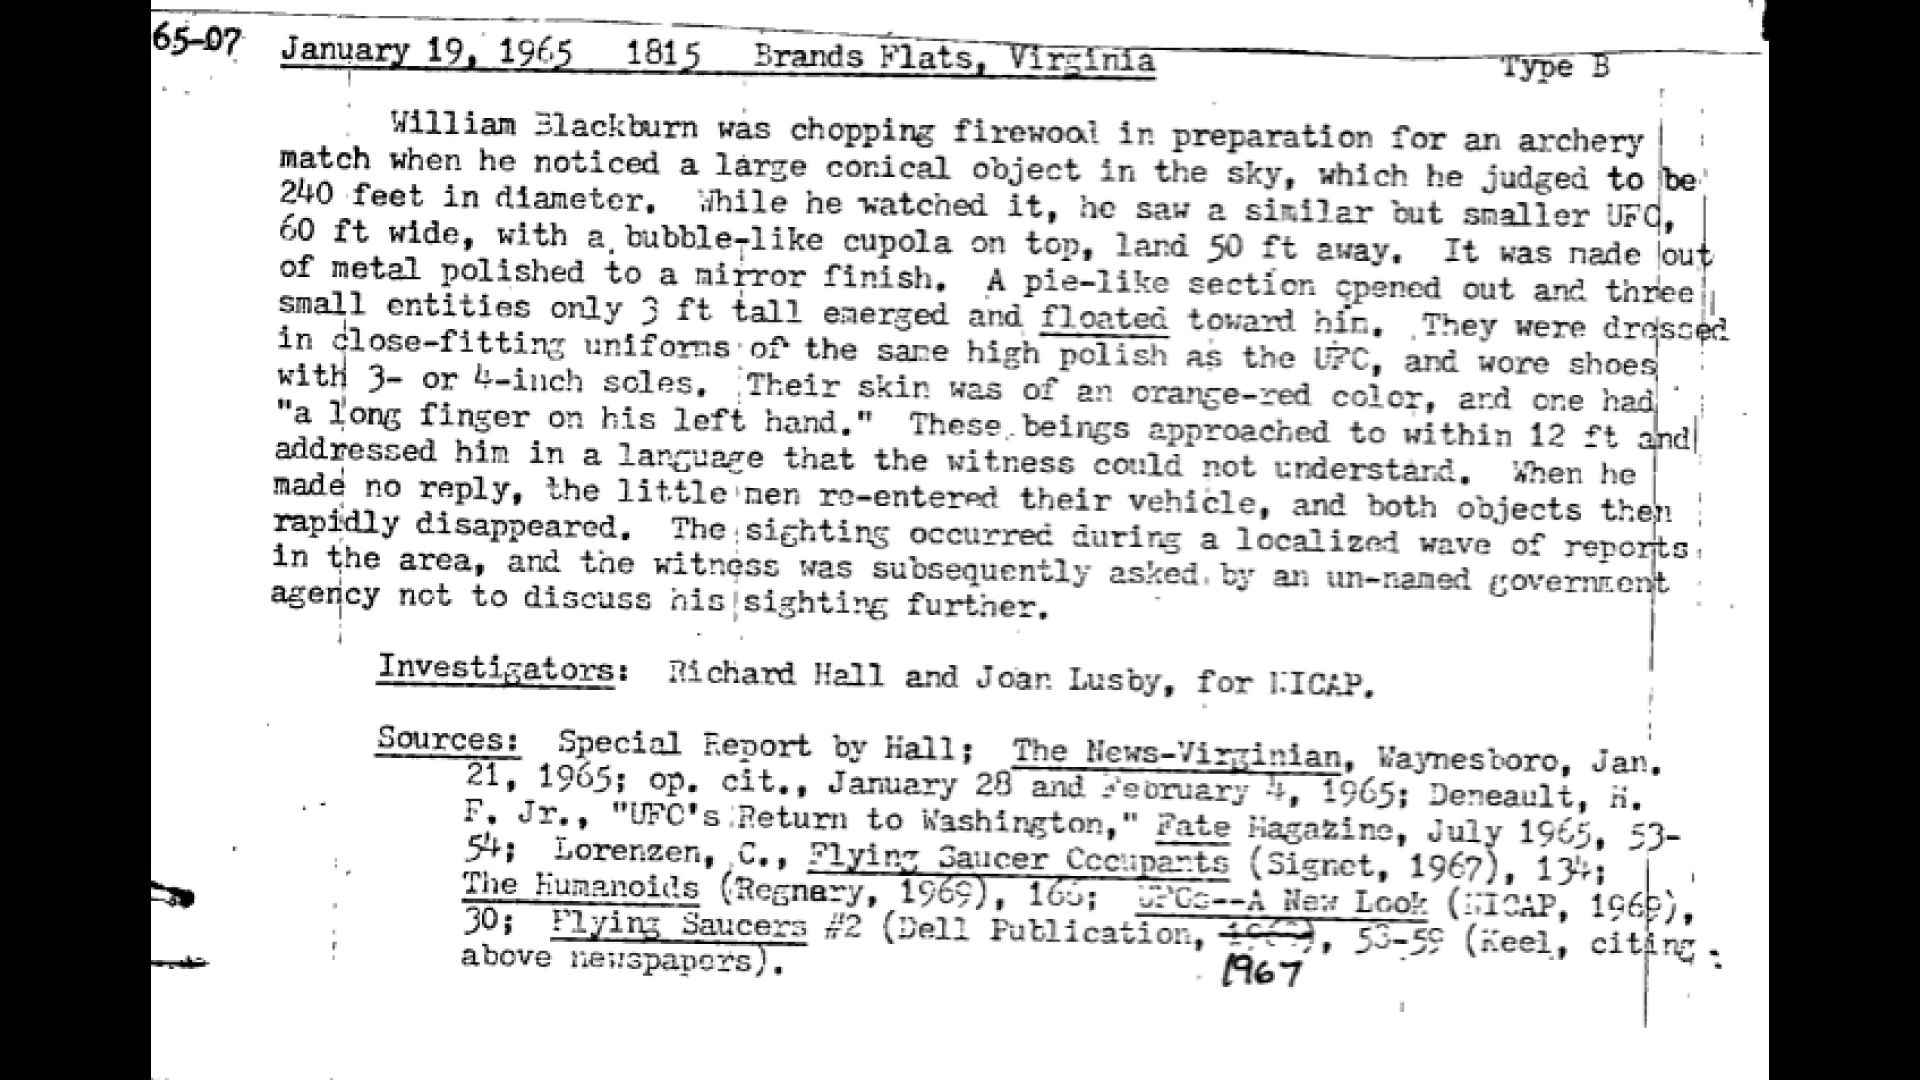 65-07
January 19, 1965 1815 Brands Flats, Virginia Type B
William Blackburn was chopping firewood in preparation for an archery
match when he noticed a large conical object in the sky, which he judged to be
240 feet in diameter. While he watched it, he saw a similar but smaller UFO,
60 ft wide, with a bubble-like cupola on top, land 50 ft away. It was made out
of metal polished to a mirror finish. A pie-like section opened out and three
small entities only 3 ft tall emerged and floated toward him. They were dressed
in close-fitting uniforms of the same high polish as the UFO, and wore shoes
with 3- or 4-inch soles. Their skin was of an orange-red color, and one had
"a long finger on his left hand." These beings approached to within 12 ft and
addressed him in a language that the witness could not understand. When he
made no reply, the little men re-entered their vehicle, and both objects then
rapidly disappeared. The sighting occurred during a localized wave of reports
in the area, and the witness was subsequently asked by an un-named government
agency not to discuss his sighting further.
Investigators: Richard Hall and Joan Lusby, for NICAP.
Sources: Special Report by Hall; The News-Virginian, Waynesboro, Jan.
21, 1965; op. cit., January 28 and February 4, 1965; Deneault, H.
F. Jr., "UFO's Return to Washington," Fate Magazine, July 1965, 53-
54; Lorenzen, C., Flying Saucer Occupants (Signet, 1967), 134;
The Humanoids (Regnery, 1969), ; UFOs--A New Look (NICAP, 1969),
30; Flying Saucers #2 (Dell Publication, ), (Keel, citing
above newspapers).
1967